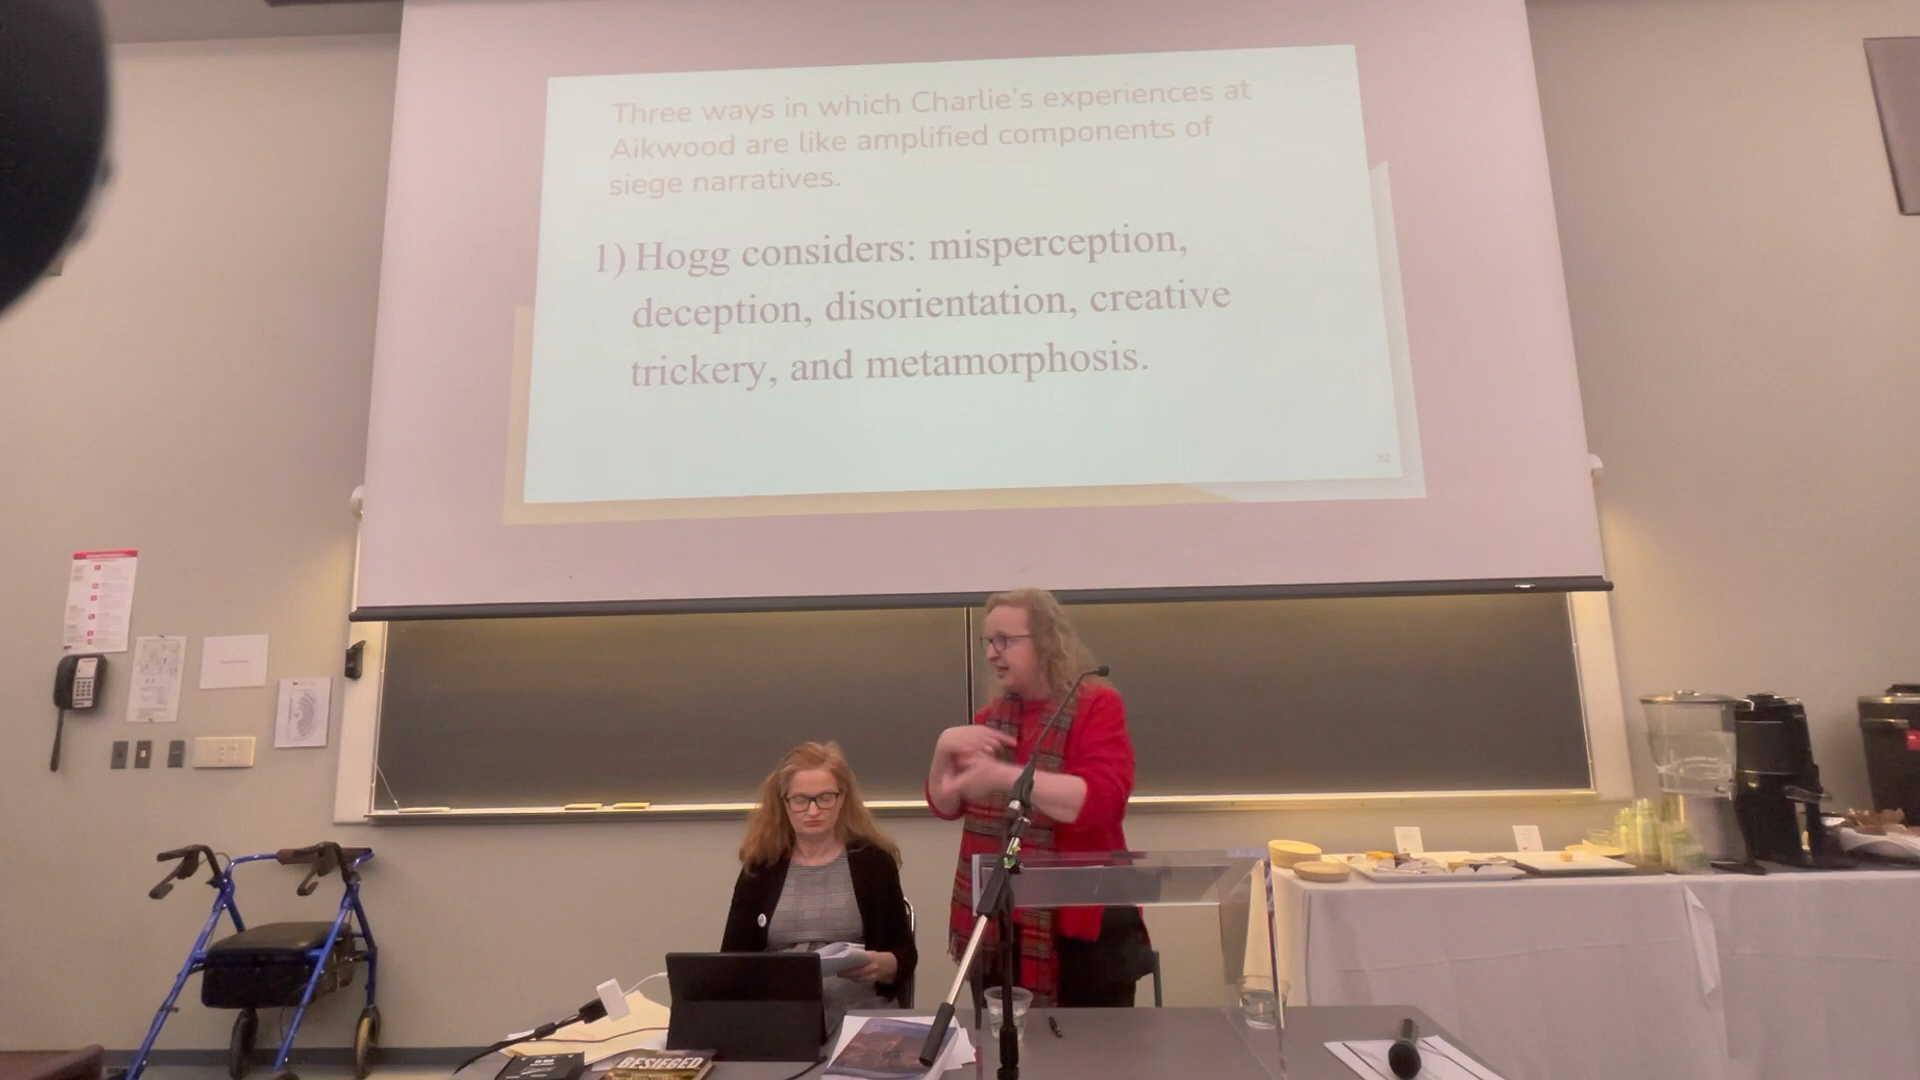 Three ways in which Charlie's experiences at
Aikwood are like amplified components of
siege narratives.
1) Hogg considers: misperception,
deception, disorientation, creative
trickery, and metamorphosis.
32
BESIEGED